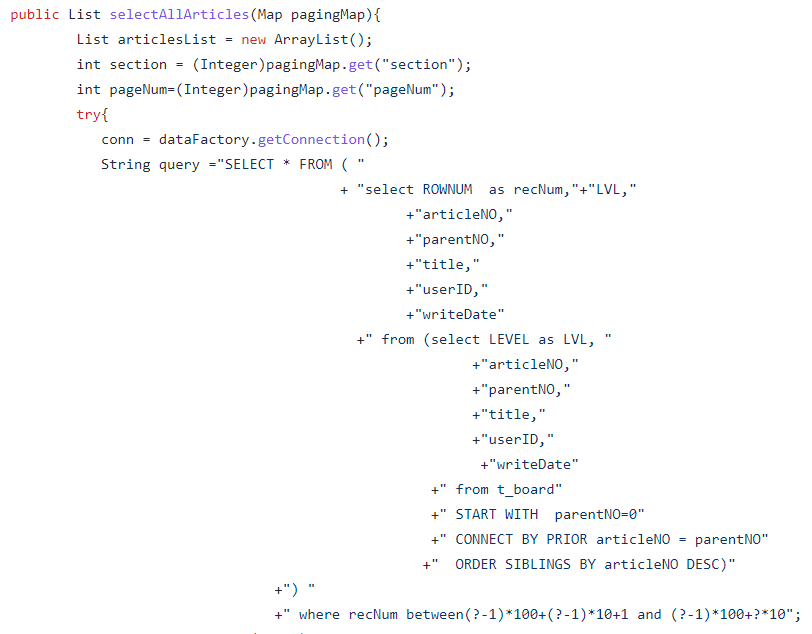 public List selectAllArticles(Map pagingMap){
List articlesList = new ArrayList();
int section = (Integer)pagingMap.get("section");
int pageNum=(Integer)pagingMap.get("pageNum");
try{
conn = dataFactory.getConnection();
String query ="SELECT * FROM ( "
+ "select ROWNUM  as recNum,"+"LVL,"
+"articleNO,"
+"parentNO,"
+"title,"
+"userID,"
+"writeDate"
+" from (select LEVEL as LVL, "
+"articleNO,"
+"parentNO,"
+"title,"
+"userID,"
+"writeDate"
+" from t_board"
+" START WITH  parentNO=0"
+" CONNECT BY PRIOR articleNO = parentNO"
+"  ORDER SIBLINGS BY articleNO DESC)"
+") "
+" where recNum between(?-1)*100+(?-1)*10+1 and (?-1)*100+?*10";